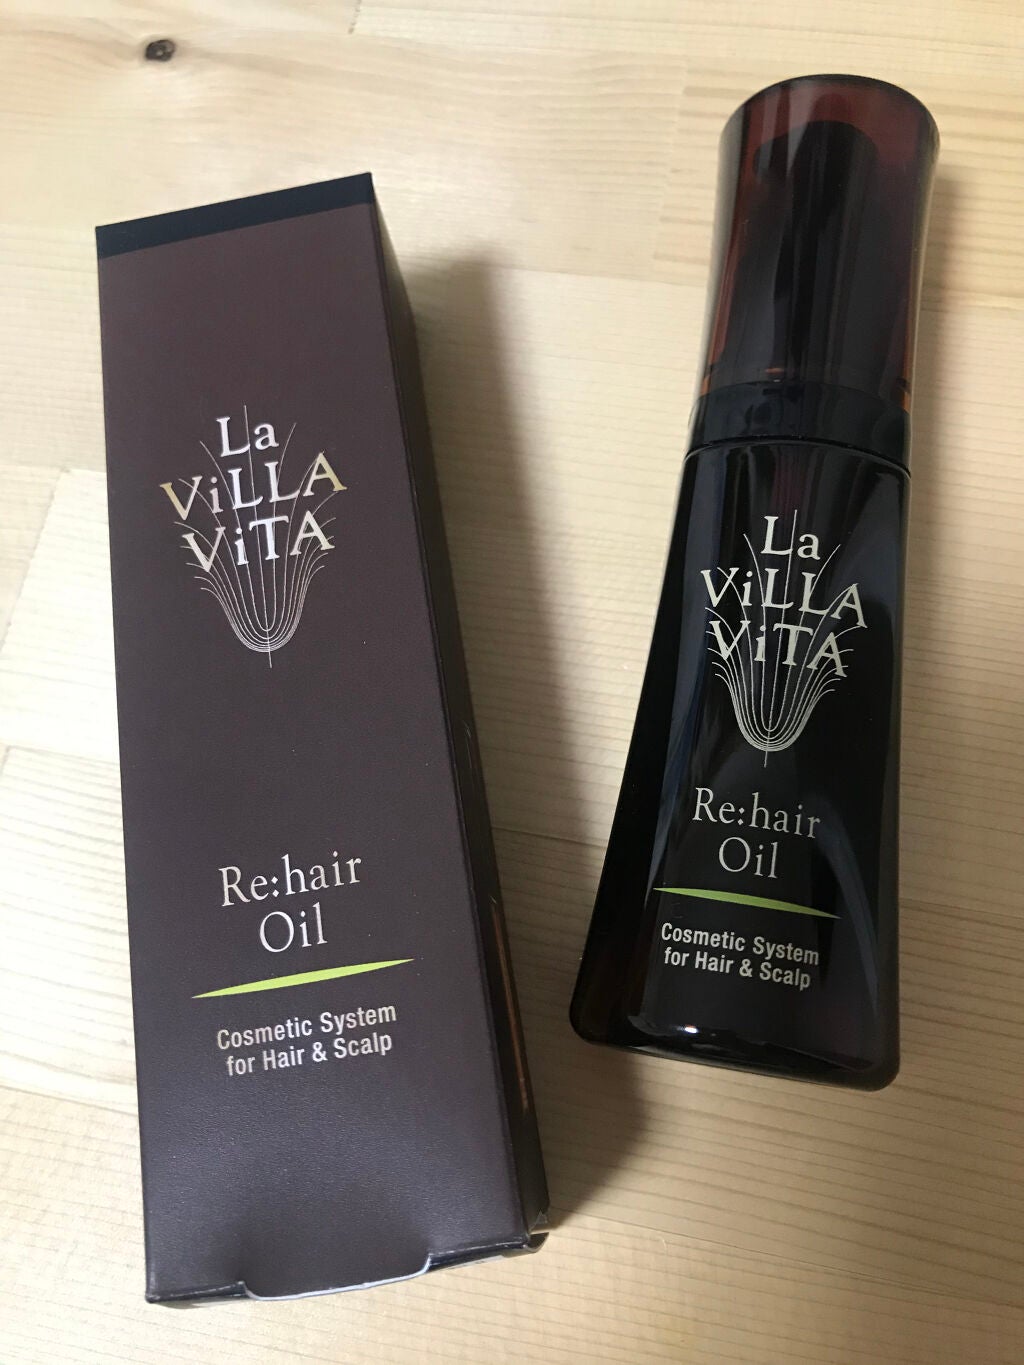 La
ViLLA
ViTA
Re:hair
Oil
Cosmetic System
for Hair & Scalp
La
ViLLA
ViTA
Re:hair
Oil
Cosmetic System
for Hair & Scalp